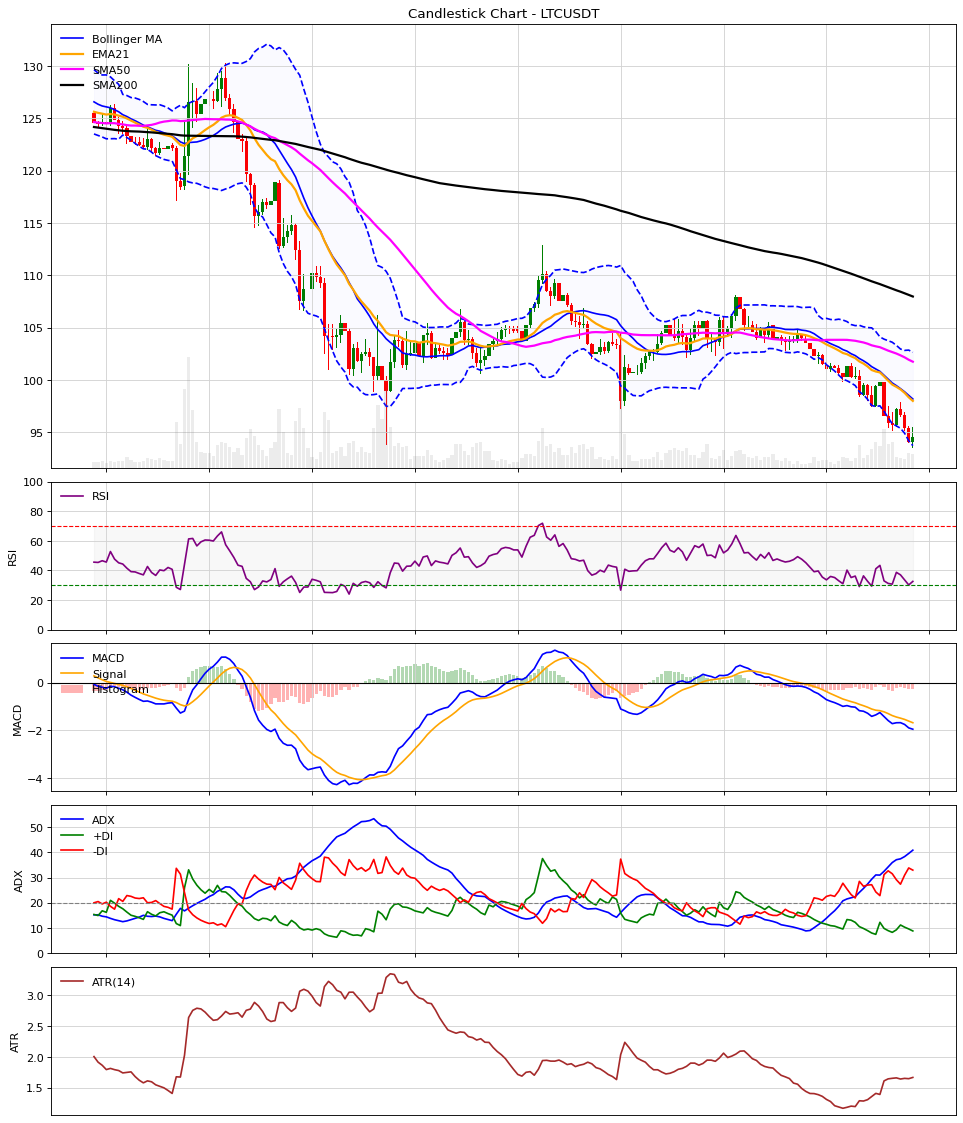 Candlestick Chart - LTCUSDT
Bollinger MA
EMA21
SMA50
SMA200
130
125
120
115
110
105
100
95
RSI
100
80
60
40
20
0
RSI
MACD
Signal
Histogram
0
−2
−4
MACD
ADX
+DI
-DI
50
40
30
20
10
0
ADX
ATR(14)
3.0
2.5
2.0
1.5
ATR